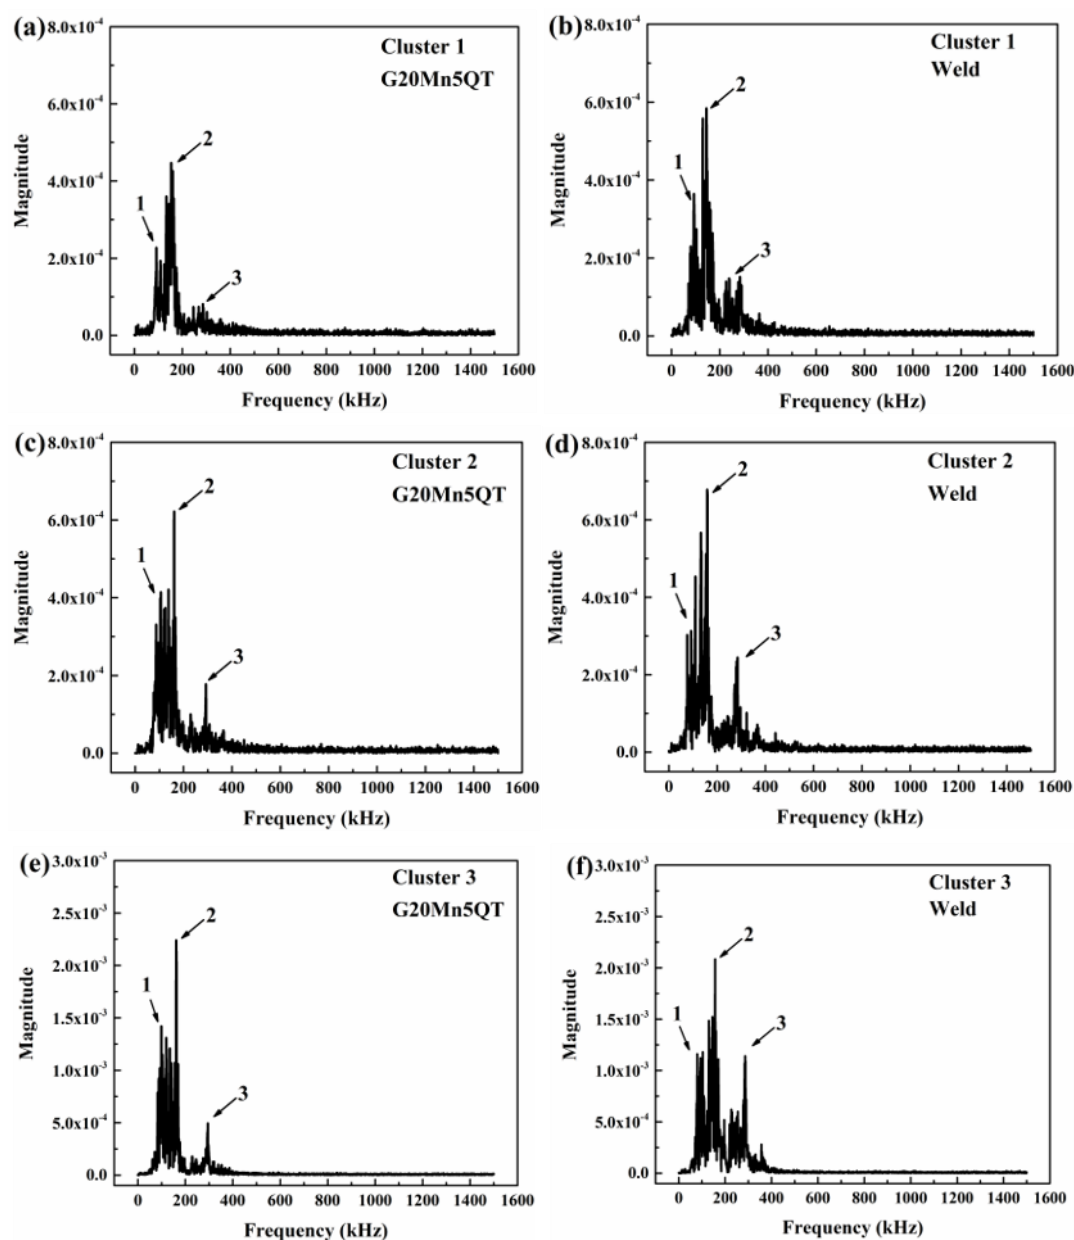 (a)
8.0x10⁻⁴
6.0x10⁻⁴
4.0x10⁻⁴
2.0x10⁻⁴
0.0
Magnitude
Cluster 1
G20Mn5QT
1
2
3
0 200 400 600 800 1000 1200 1400 1600
Frequency (kHz)
(b)
8.0x10⁻⁴
6.0x10⁻⁴
4.0x10⁻⁴
2.0x10⁻⁴
0.0
Magnitude
Cluster 1
Weld
1
2
3
0 200 400 600 800 1000 1200 1400 1600
Frequency (kHz)
(c)
8.0x10⁻⁴
6.0x10⁻⁴
4.0x10⁻⁴
2.0x10⁻⁴
0.0
Magnitude
Cluster 2
G20Mn5QT
1
2
3
0 200 400 600 800 1000 1200 1400 1600
Frequency (kHz)
(d)
8.0x10⁻⁴
6.0x10⁻⁴
4.0x10⁻⁴
2.0x10⁻⁴
0.0
Magnitude
Cluster 2
Weld
1
2
3
0 200 400 600 800 1000 1200 1400 1600
Frequency (kHz)
(e)
3.0x10⁻³
2.5x10⁻³
2.0x10⁻³
1.5x10⁻³
1.0x10⁻³
5.0x10⁻⁴
0.0
Magnitude
Cluster 3
G20Mn5QT
1
2
3
0 200 400 600 800 1000 1200 1400 1600
Frequency (kHz)
(f)
3.0x10⁻³
2.5x10⁻³
2.0x10⁻³
1.5x10⁻³
1.0x10⁻³
5.0x10⁻⁴
0.0
Magnitude
Cluster 3
Weld
1
2
3
0 200 400 600 800 1000 1200 1400 1600
Frequency (kHz)